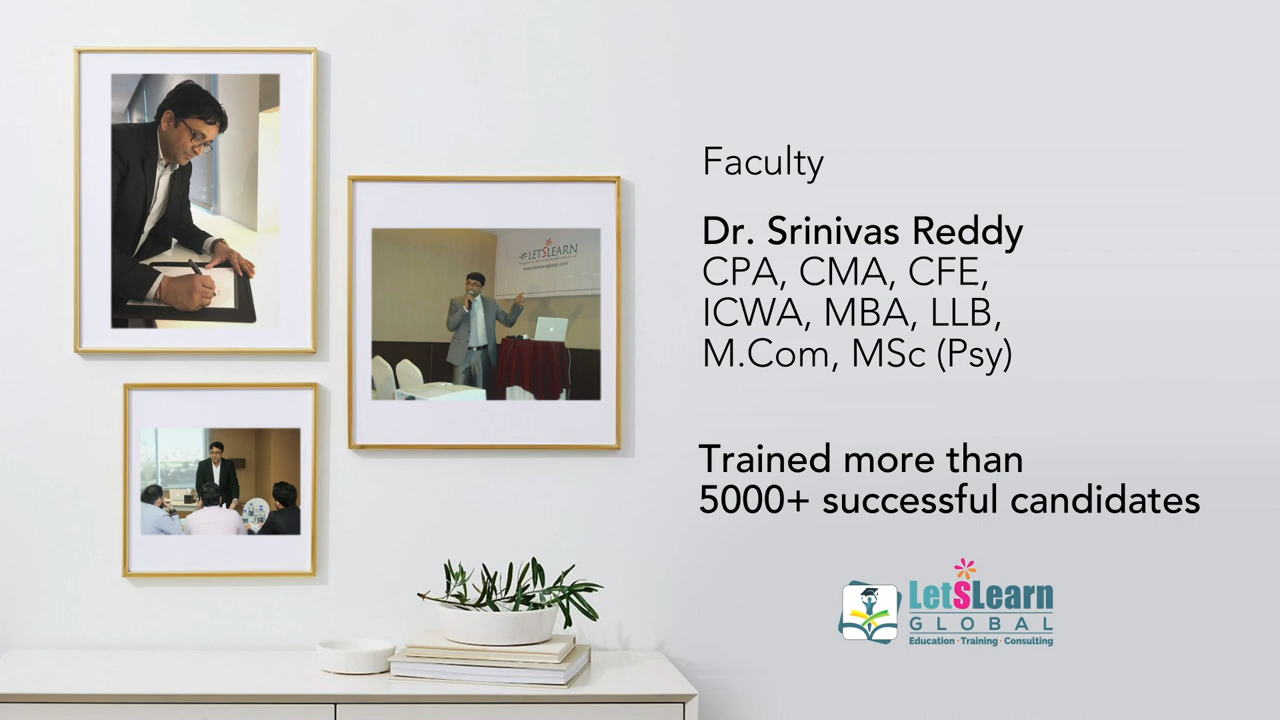 Faculty
Dr. Srinivas Reddy
CPA, CMA, CFE,
ICWA, MBA, LLB,
M.Com, MSc (Psy)
Trained more than
5000+ successful candidates
LetSLearn
GLOBAL
Education · Training · Consulting
LETSLEARN